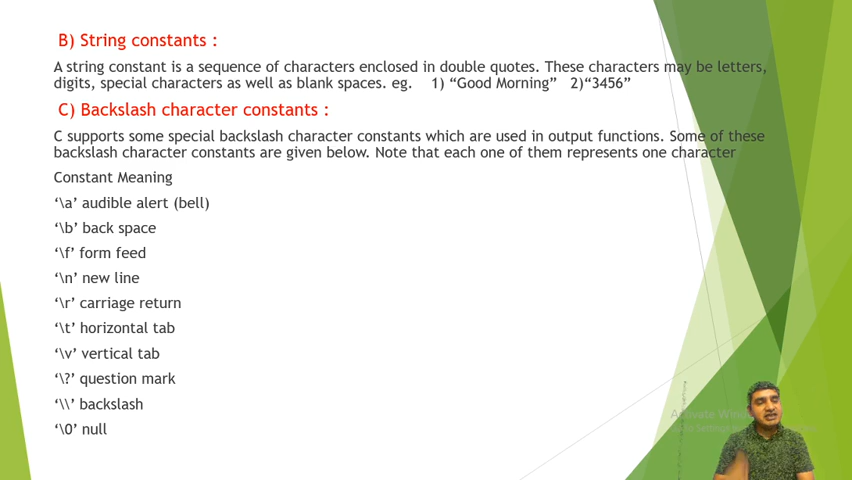 B) String constants :
A string constant is a sequence of characters enclosed in double quotes. These characters may be letters,
digits, special characters as well as blank spaces. eg. 1) “Good Morning” 2)“3456”
C) Backslash character constants :
C supports some special backslash character constants which are used in output functions. Some of these
backslash character constants are given below. Note that each one of them represents one character
Constant Meaning
‘\a’ audible alert (bell)
‘\b’ back space
‘\f’ form feed
‘\n’ new line
‘\r’ carriage return
‘\t’ horizontal tab
‘\v’ vertical tab
‘\?’ question mark
‘\\’ backslash
‘\0’ null
Activate